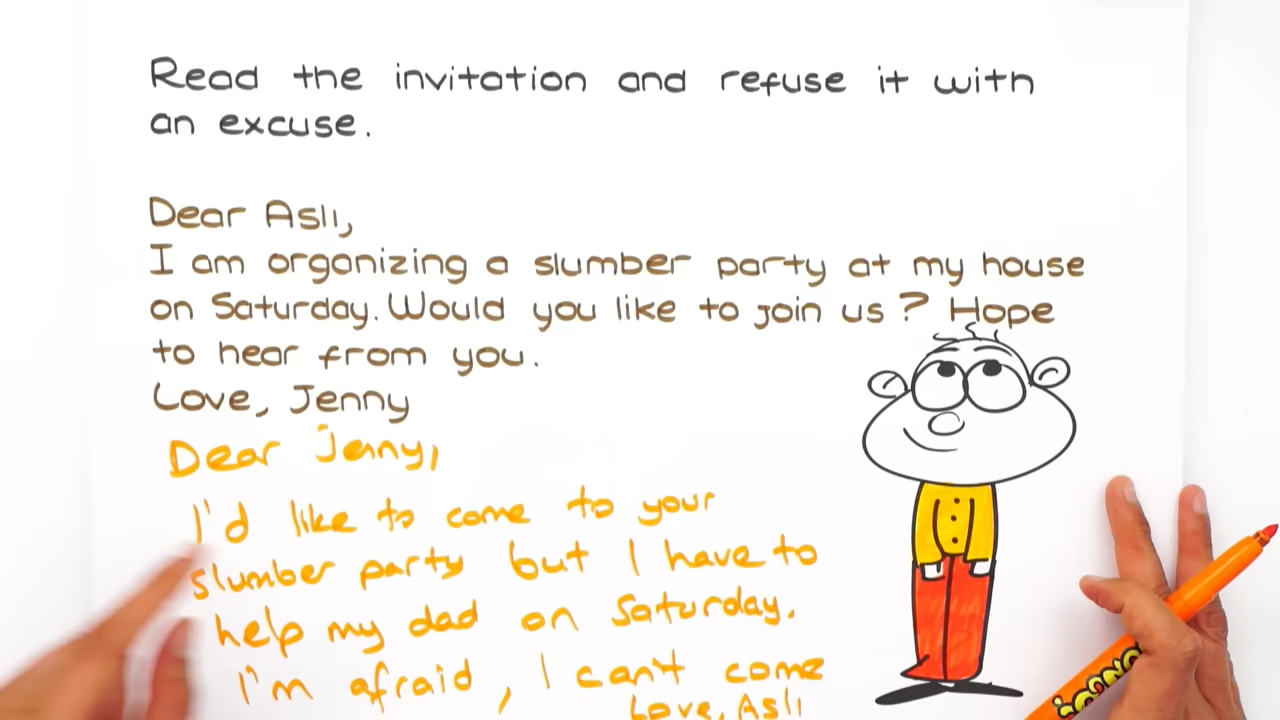 Read the invitation and refuse it with
an excuse.
Dear Aslı,
I am organizing a slumber party at my house
on Saturday. Would you like to join us? Hope
to hear from you.
Love, Jenny
Dear Jenny,
I'd like to come to your
slumber party but I have to
help my dad on Saturday.
I'm afraid, I can't come
Love, Aslı